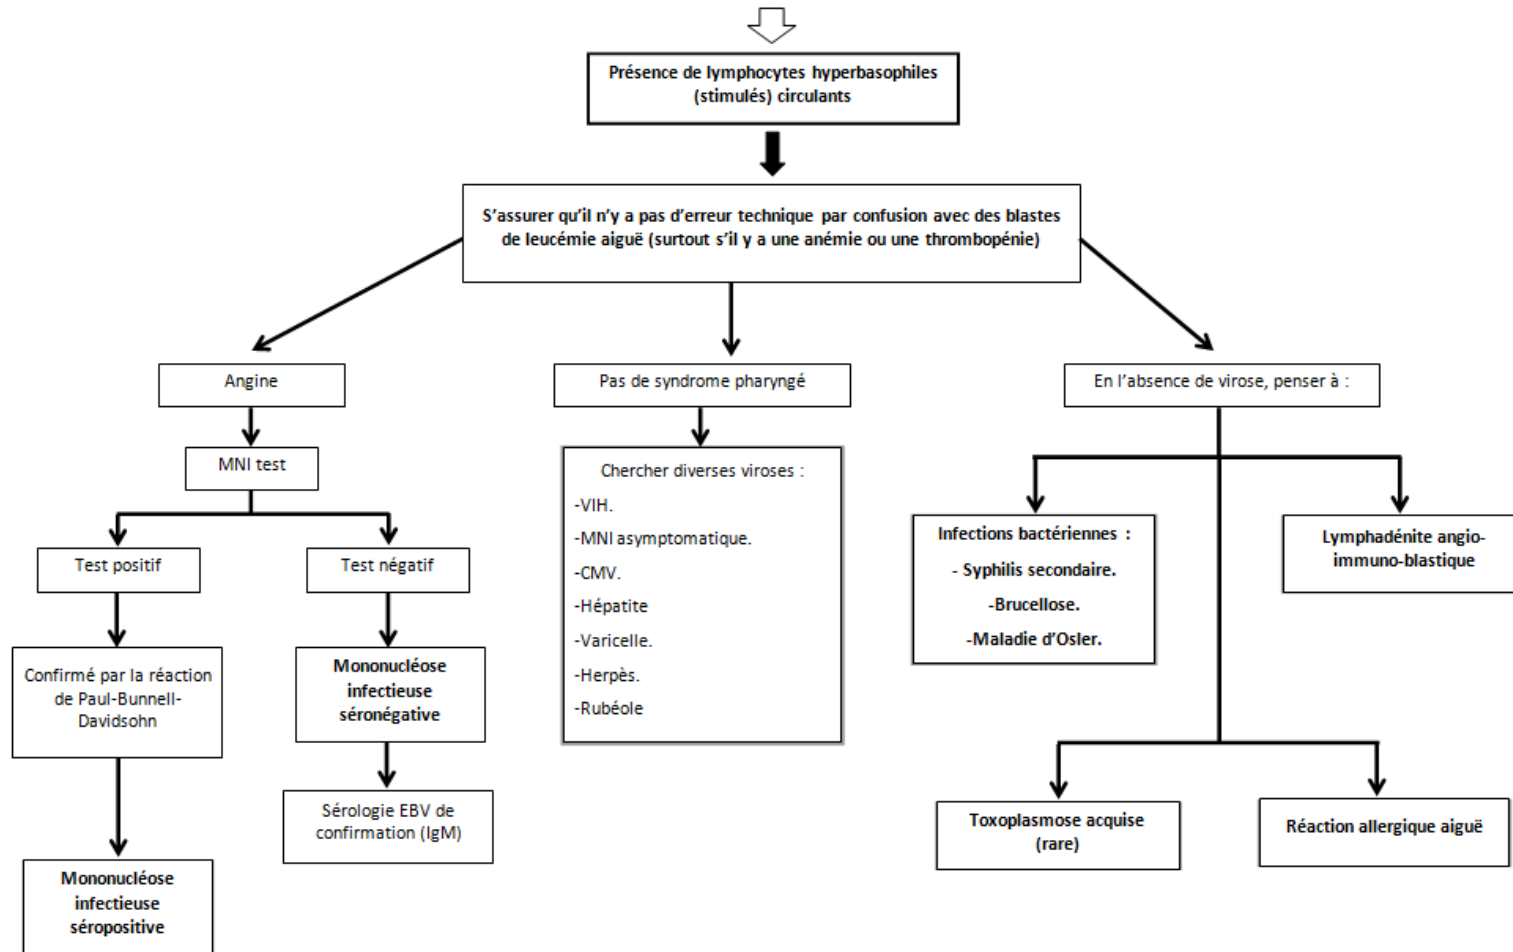 Présence de lymphocytes hyperbasophiles
(stimulés) circulants
S'assurer qu'il n'y a pas d'erreur technique par confusion avec des blastes
de leucémie aiguë (surtout s'il y a une anémie ou une thrombopénie)
Angine
MNI test
Test positif
Confirmé par la réaction
de Paul-Bunnell-
Davidsohn
Mononucléose
infectieuse
séropositive
Test négatif
Mononucléose
infectieuse
séronégative
Sérologie EBV de
confirmation (IgM)
Pas de syndrome pharyngé
Chercher diverses viroses :
-VIH.
-MNI asymptomatique.
-CMV.
-Hépatite
-Varicelle.
-Herpès.
-Rubéole
En l'absence de virose, penser à :
Infections bactériennes :
- Syphilis secondaire.
-Brucellose.
-Maladie d'Osler.
Lymphadénite angio-
immuno-blastique
Toxoplasmose acquise
(rare)
Réaction allergique aiguë